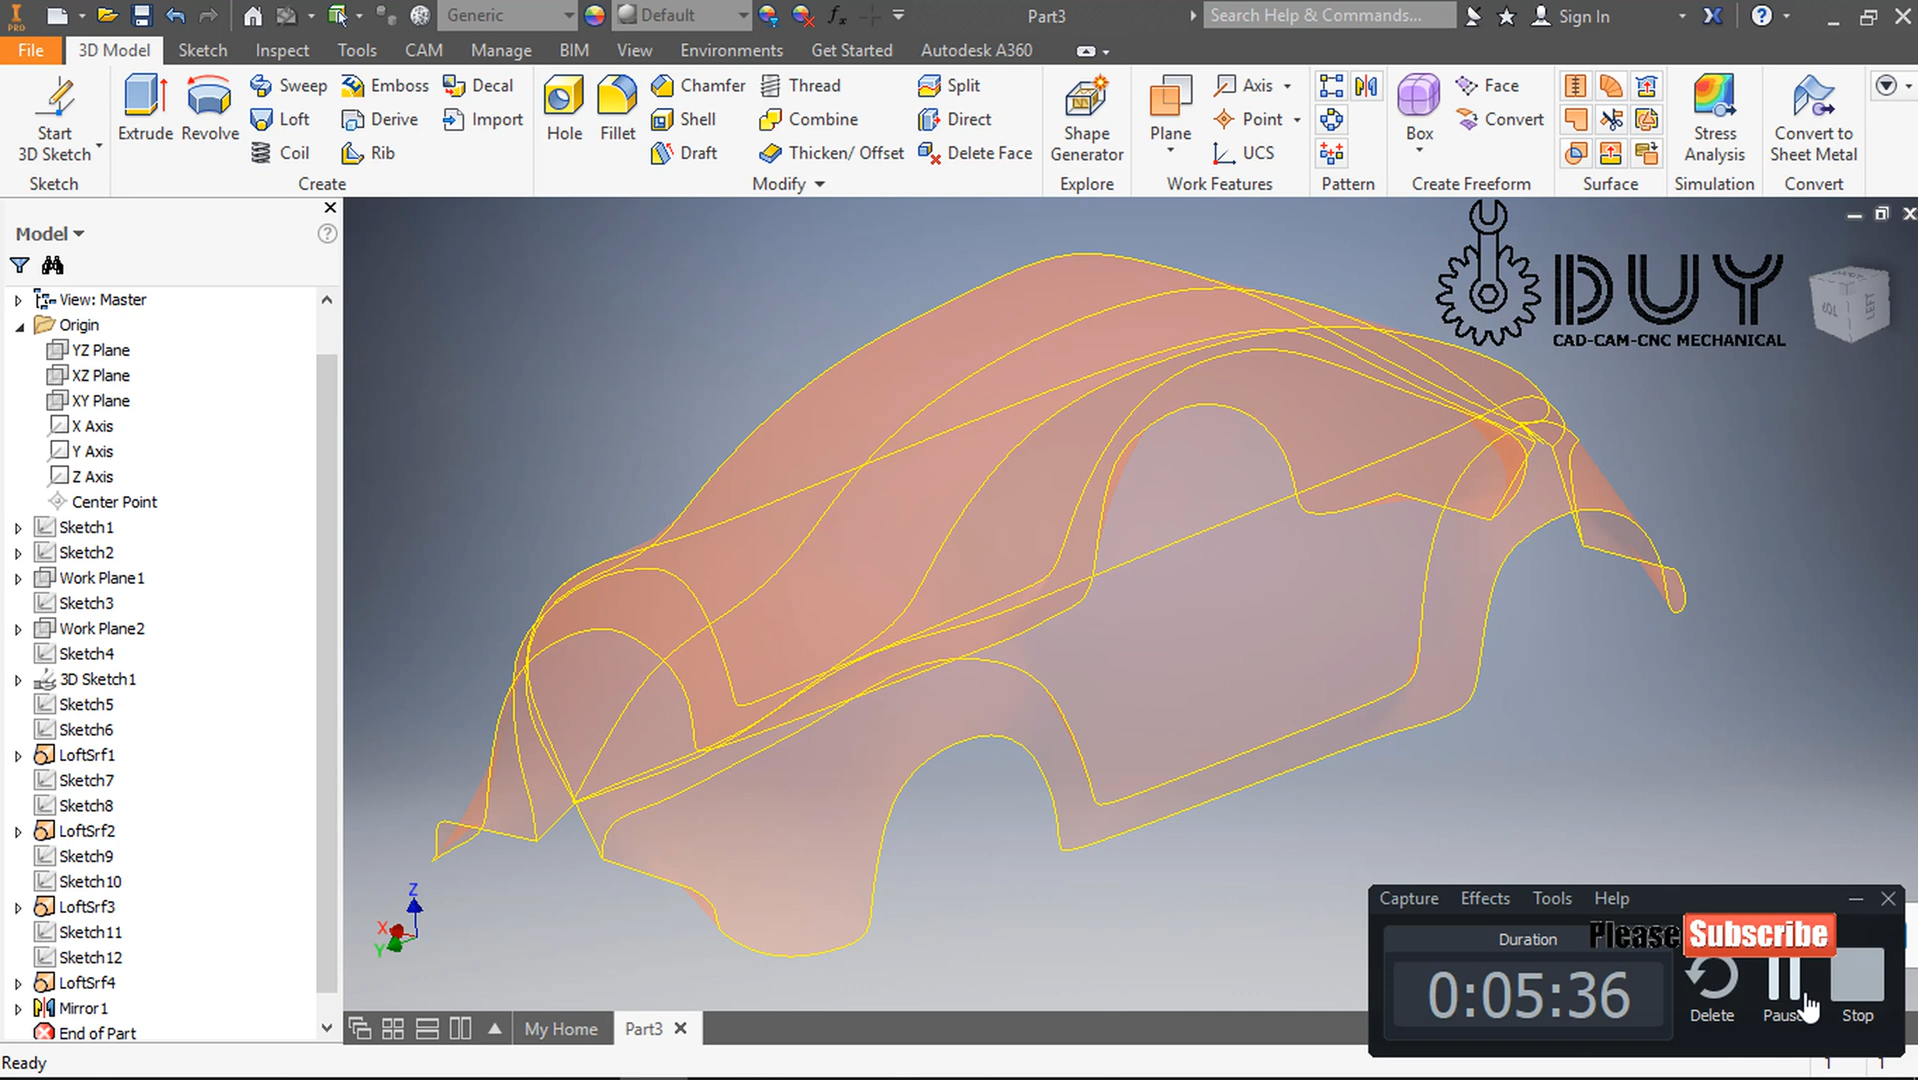 PRO
Generic
Default
Part3
Search Help & Commands...
Sign In
File
3D Model
Sketch
Inspect
Tools
CAM
Manage
BIM
View
Environments
Get Started
Autodesk A360
Start
3D Sketch
Sketch
Extrude
Revolve
Sweep
Emboss
Decal
Loft
Derive
Import
Coil
Rib
Create
Hole
Fillet
Chamfer
Thread
Split
Shell
Combine
Direct
Draft
Thicken/ Offset
Delete Face
Modify
Shape
Generator
Explore
Plane
Axis
Point
UCS
Work Features
Pattern
Box
Face
Convert
Create Freeform
Surface
Stress
Analysis
Simulation
Convert to
Sheet Metal
Convert
Model
View: Master
Origin
YZ Plane
XZ Plane
XY Plane
X Axis
Y Axis
Z Axis
Center Point
Sketch1
Sketch2
Work Plane1
Sketch3
Work Plane2
Sketch4
3D Sketch1
Sketch5
Sketch6
LoftSrf1
Sketch7
Sketch8
LoftSrf2
Sketch9
Sketch10
LoftSrf3
Sketch11
Sketch12
LoftSrf4
Mirror1
End of Part
DUY
CAD-CAM-CNC MECHANICAL
LEFT
Z
X
Y
My Home
Part3
Capture
Effects
Tools
Help
Please Subscribe
Duration
0:05:36
Delete
Pause
Stop
Ready
1
1